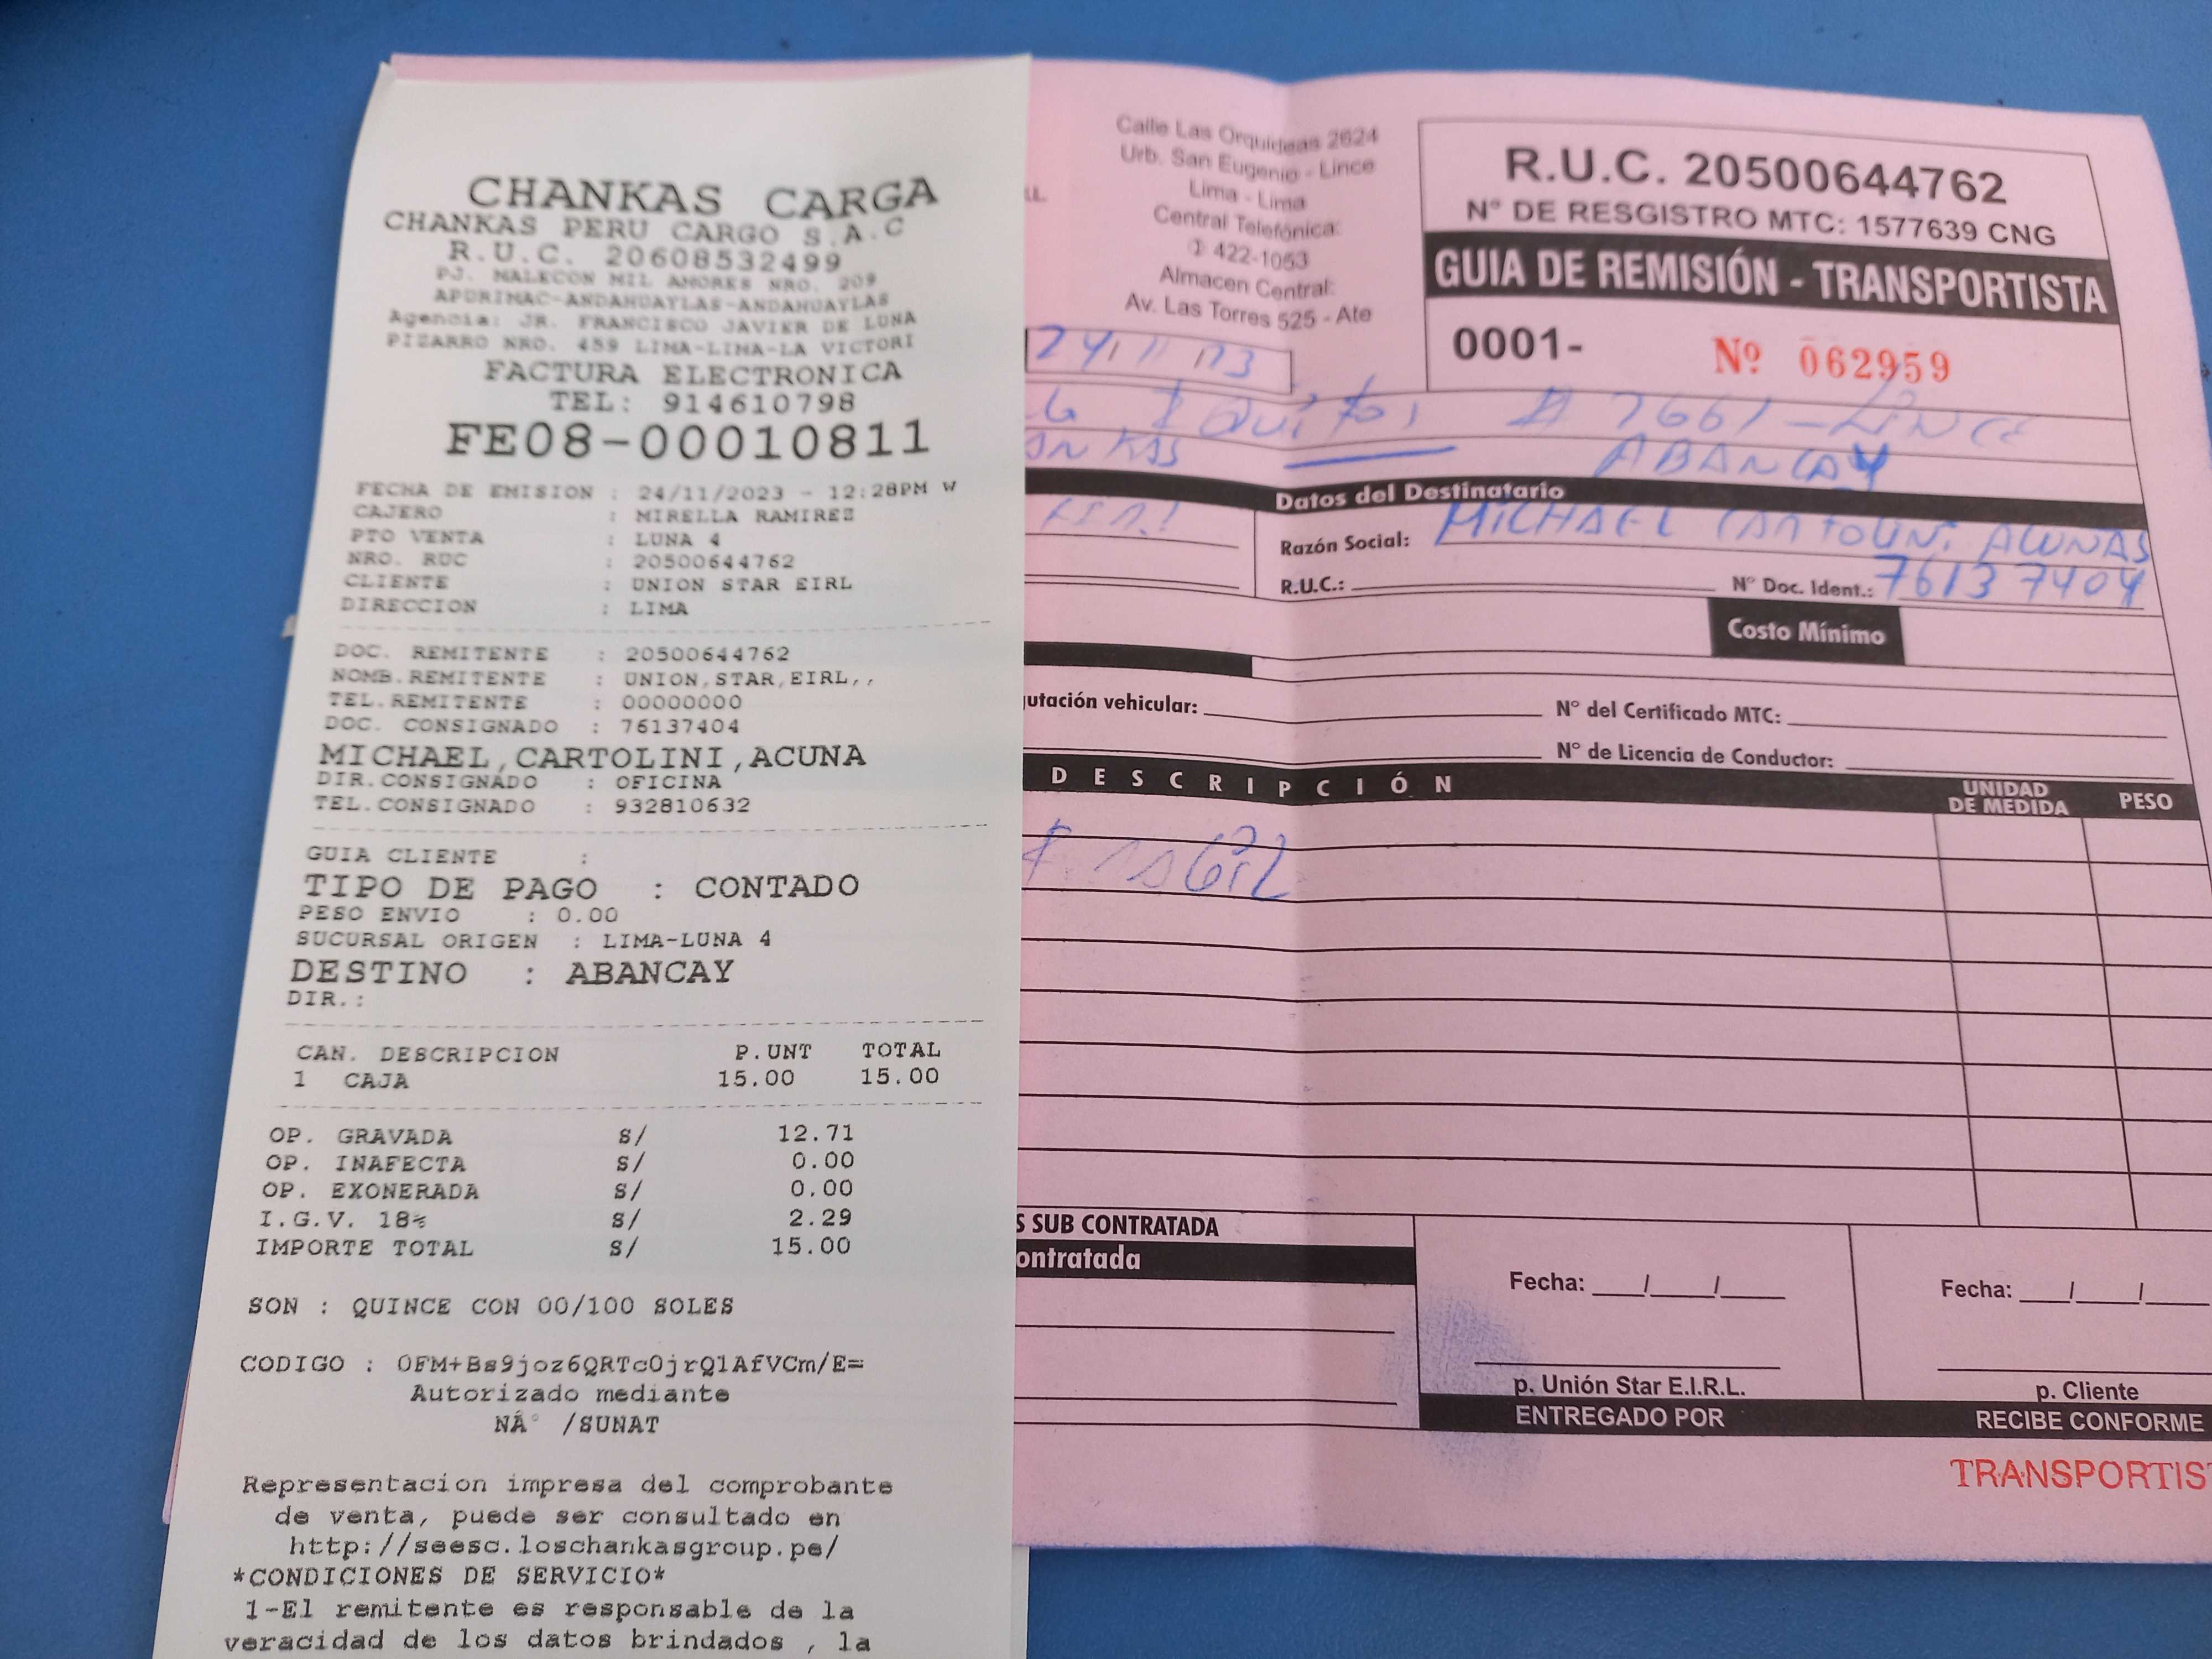 CHANKAS CARGA
CHANKAS PERU CARGO S.A.C
R.U.C. 20608532499
PJ. MALECON MIL AMORES NRO. 209
APURIMAC-ANDAHUAYLAS-ANDAHUAYLAS
Agencia: JR. FRANCISCO JAVIER DE LUNA
PIZARRO NRO. 459 LIMA-LIMA-LA VICTORI
FACTURA ELECTRONICA
TEL: 914610798
FE08-00010811
FECHA DE EMISION : 24/11/2023 - 12:28PM W
CAJERO : MIRELLA RAMIREZ
PTO VENTA : LUNA 4
NRO. RUC : 20500644762
CLIENTE : UNION STAR EIRL
DIRECCION : LIMA
DOC. REMITENTE : 20500644762
NOMB.REMITENTE : UNION,STAR,EIRL,,
TEL.REMITENTE : 00000000
DOC. CONSIGNADO : 76137404
MICHAEL,CARTOLINI,ACUNA
DIR.CONSIGNADO : OFICINA
TEL.CONSIGNADO : 932810632
GUIA CLIENTE :
TIPO DE PAGO : CONTADO
PESO ENVIO : 0.00
SUCURSAL ORIGEN : LIMA-LUNA 4
DESTINO : ABANCAY
DIR.:
CAN. DESCRIPCION P.UNT TOTAL
1 CAJA 15.00 15.00
OP. GRAVADA S/ 12.71
OP. INAFECTA S/ 0.00
OP. EXONERADA S/ 0.00
I.G.V. 18% S/ 2.29
IMPORTE TOTAL S/ 15.00
SON : QUINCE CON 00/100 SOLES
CODIGO : 0FM+Bs9joz6QRTc0jrQ1AfVCm/E=
Autorizado mediante
NÂ° /SUNAT
Representacion impresa del comprobante
de venta, puede ser consultado en
http://seesc.loschankasgroup.pe/
*CONDICIONES DE SERVICIO*
1-El remitente es responsable de la
veracidad de los datos brindados , la
Calle Las Orquideas 2624
Urb. San Eugenio - Lince
Lima - Lima
Central Telefónica:
422-1053
Almacen Central:
Av. Las Torres 525 - Ate
R.U.C. 20500644762
N° DE RESGISTRO MTC: 1577639 CNG
GUIA DE REMISIÓN - TRANSPORTISTA
0001- Nº 062959
ABANCAY
Datos del Destinatario
Razón Social: MICHAEL
R.U.C.: N° Doc. Ident.: 76137404
Costo Mínimo
utación vehicular: N° del Certificado MTC:
N° de Licencia de Conductor:
DESCRIPCIÓN UNIDAD DE MEDIDA PESO
S SUB CONTRATADA
ontratada
Fecha: / / Fecha: / /
p. Unión Star E.I.R.L. p. Cliente
ENTREGADO POR RECIBE CONFORME
TRANSPORTIS